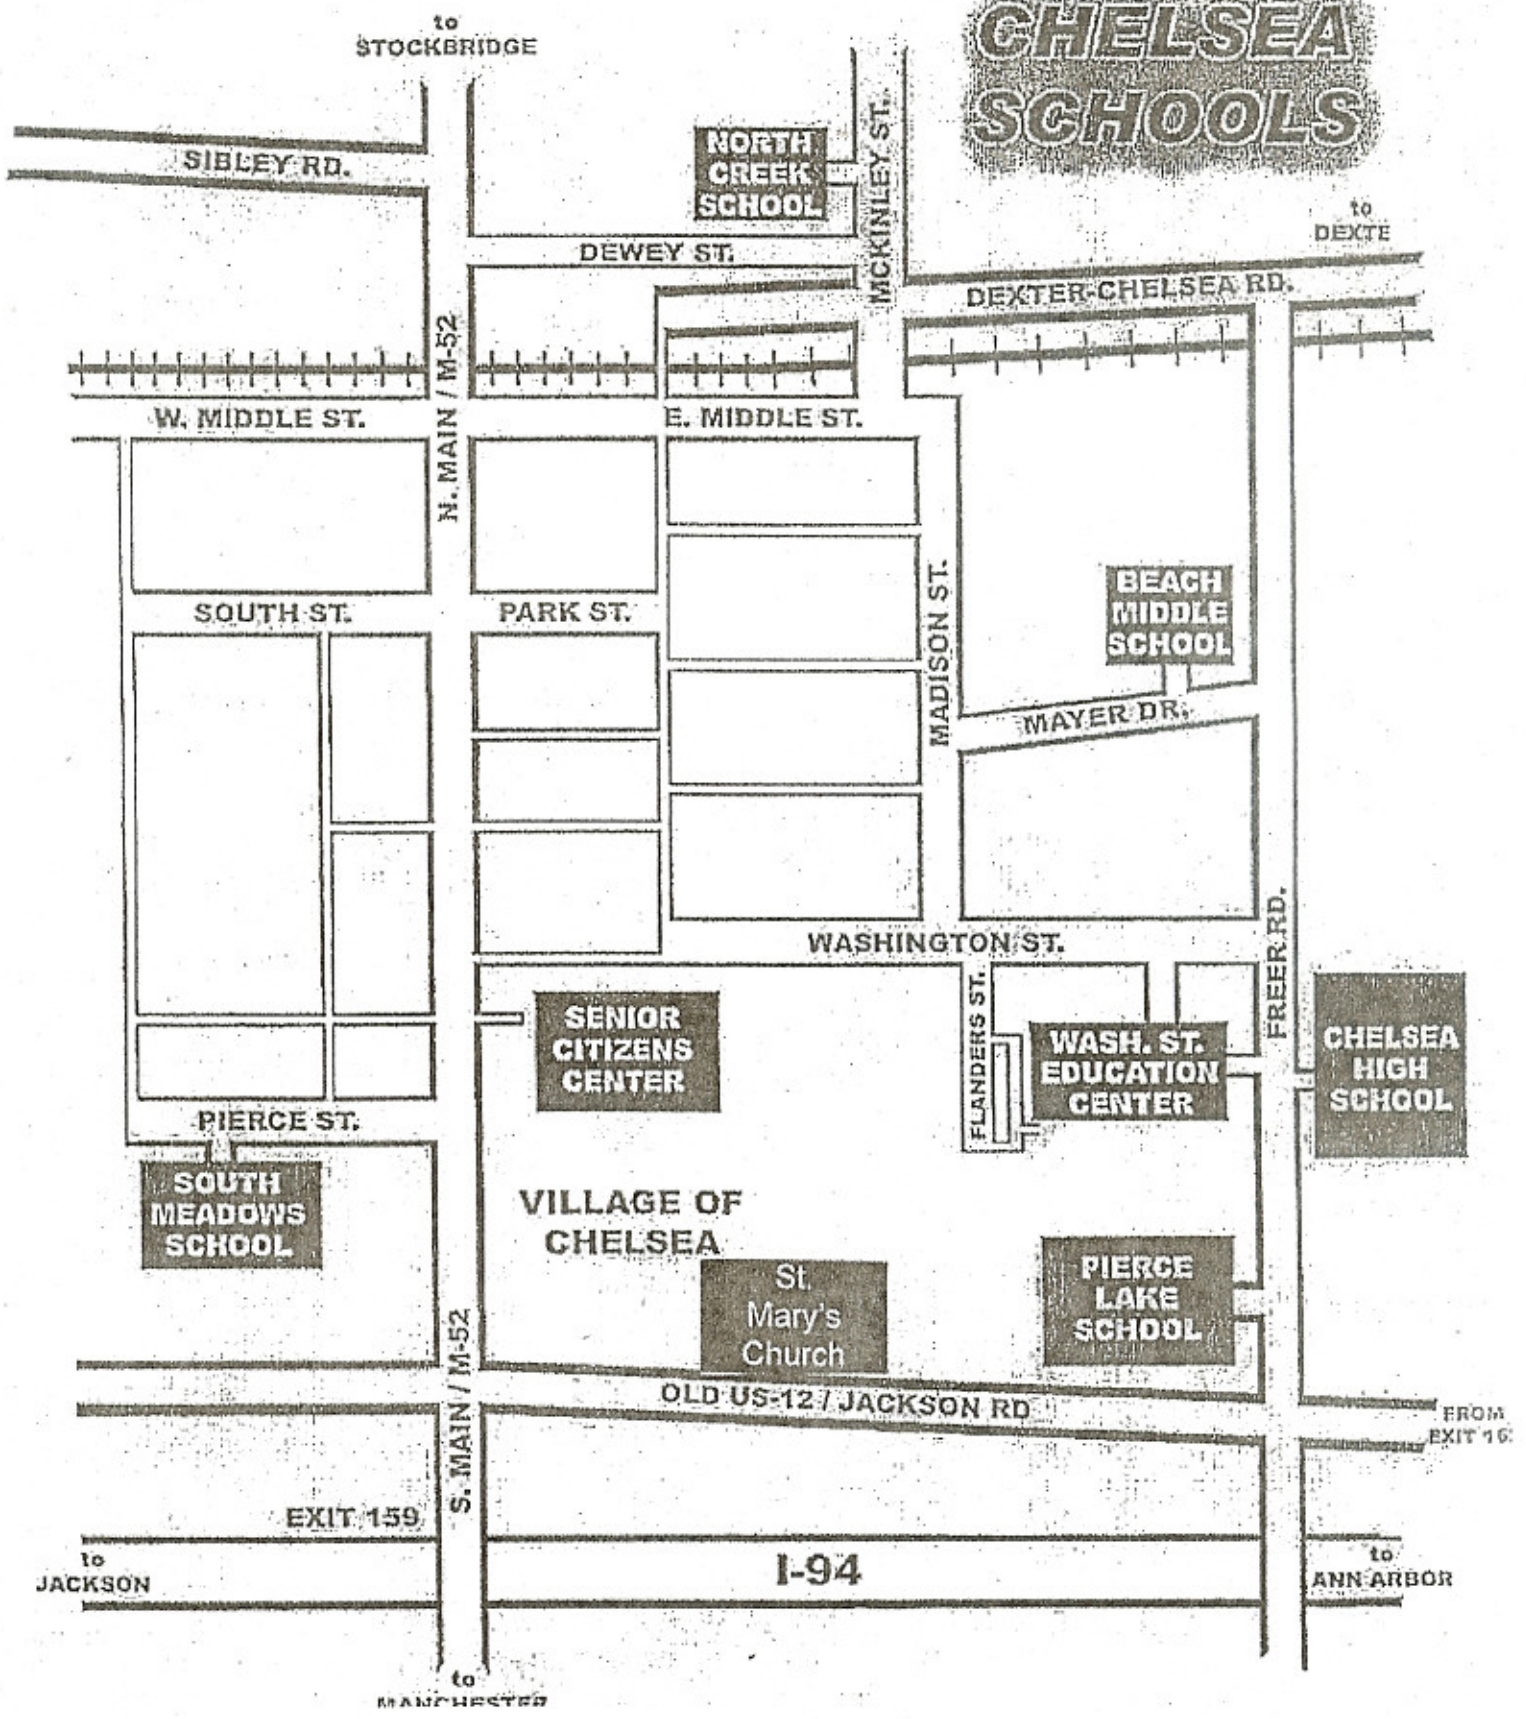 to
STOCKBRIDGE
CHELSEA
SCHOOLS
SIBLEY RD.
NORTH
CREEK
SCHOOL
MCKINLEY ST.
to
DEXTE
DEWEY ST.
DEXTER-CHELSEA RD.
N. MAIN / M-52
W. MIDDLE ST.
E. MIDDLE ST.
SOUTH ST.
PARK ST.
MADISON ST.
BEACH
MIDDLE
SCHOOL
MAYER DR.
WASHINGTON ST.
FREER RD.
SENIOR
CITIZENS
CENTER
FLANDERS ST.
WASH. ST.
EDUCATION
CENTER
CHELSEA
HIGH
SCHOOL
PIERCE ST.
SOUTH
MEADOWS
SCHOOL
VILLAGE OF
CHELSEA
St.
Mary's
Church
PIERCE
LAKE
SCHOOL
S. MAIN / M-52
OLD US-12 / JACKSON RD
FROM
EXIT 16
EXIT 159
to
JACKSON
I-94
to
ANN ARBOR
to
MANCHESTER